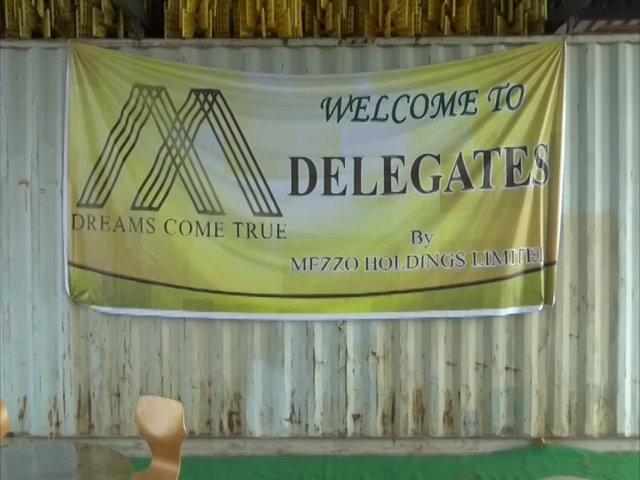 DREAMS COME TRUE
WELCOME TO
DELEGATES
By
MEZZO HOLDINGS LIMITED